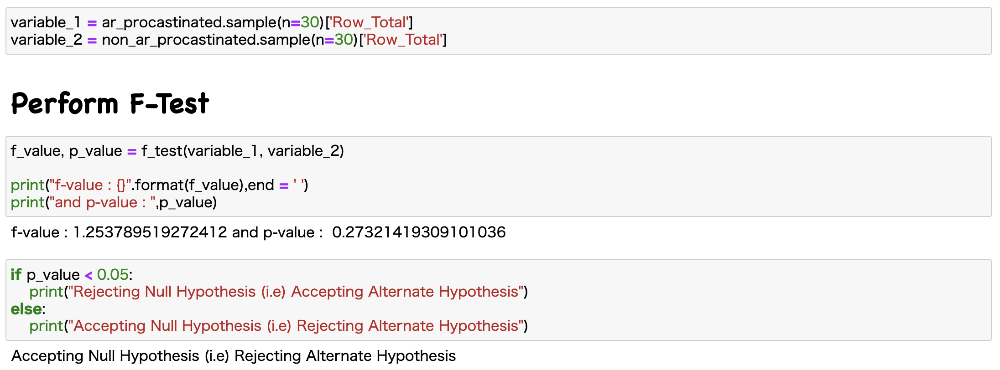 variable_1 = ar_procastinated.sample(n=30)['Row_Total']
variable_2 = non_ar_procastinated.sample(n=30)['Row_Total']
Perform F-Test
f_value, p_value = f_test(variable_1, variable_2)
print("f-value : {}".format(f_value),end = ' ')
print("and p-value : ",p_value)
f-value : 1.253789519272412 and p-value :  0.27321419309101036
if p_value < 0.05:
    print("Rejecting Null Hypothesis (i.e) Accepting Alternate Hypothesis")
else:
    print("Accepting Null Hypothesis (i.e) Rejecting Alternate Hypothesis")
Accepting Null Hypothesis (i.e) Rejecting Alternate Hypothesis